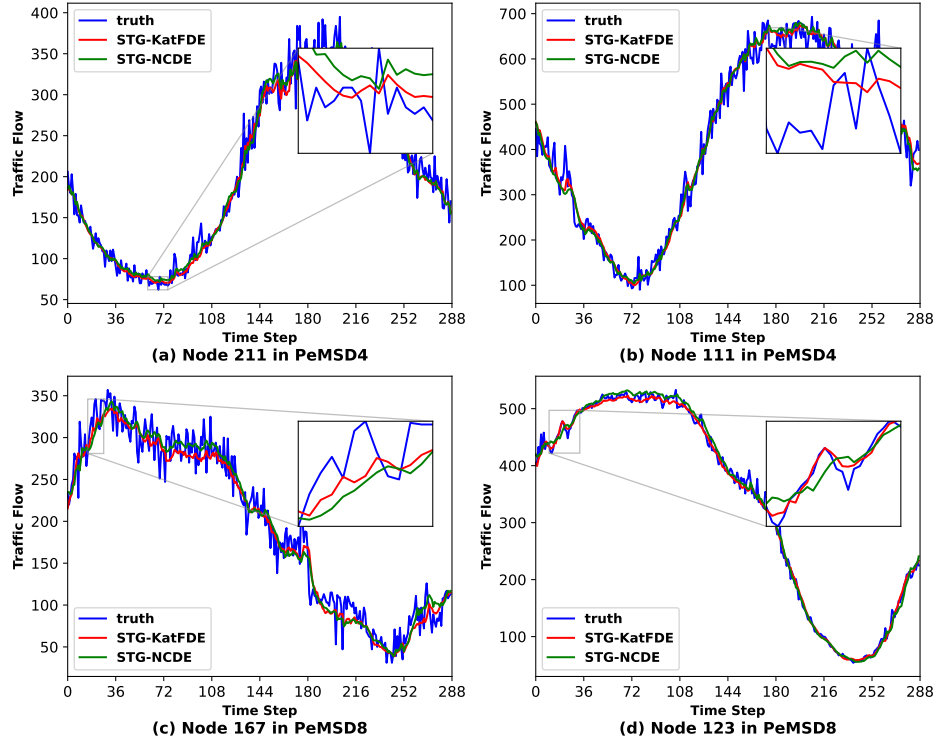 truth
STG-KatFDE
STG-NCDE
400
350
300
250
200
150
100
50
Traffic Flow
0 36 72 108 144 180 216 252 288
Time Step
(a) Node 211 in PeMSD4
truth
STG-KatFDE
STG-NCDE
700
600
500
400
300
200
100
Traffic Flow
0 36 72 108 144 180 216 252 288
Time Step
(b) Node 111 in PeMSD4
350
300
250
200
150
100
50
Traffic Flow
truth
STG-KatFDE
STG-NCDE
0 36 72 108 144 180 216 252 288
Time Step
(c) Node 167 in PeMSD8
500
400
300
200
100
Traffic Flow
truth
STG-KatFDE
STG-NCDE
0 36 72 108 144 180 216 252 288
Time Step
(d) Node 123 in PeMSD8